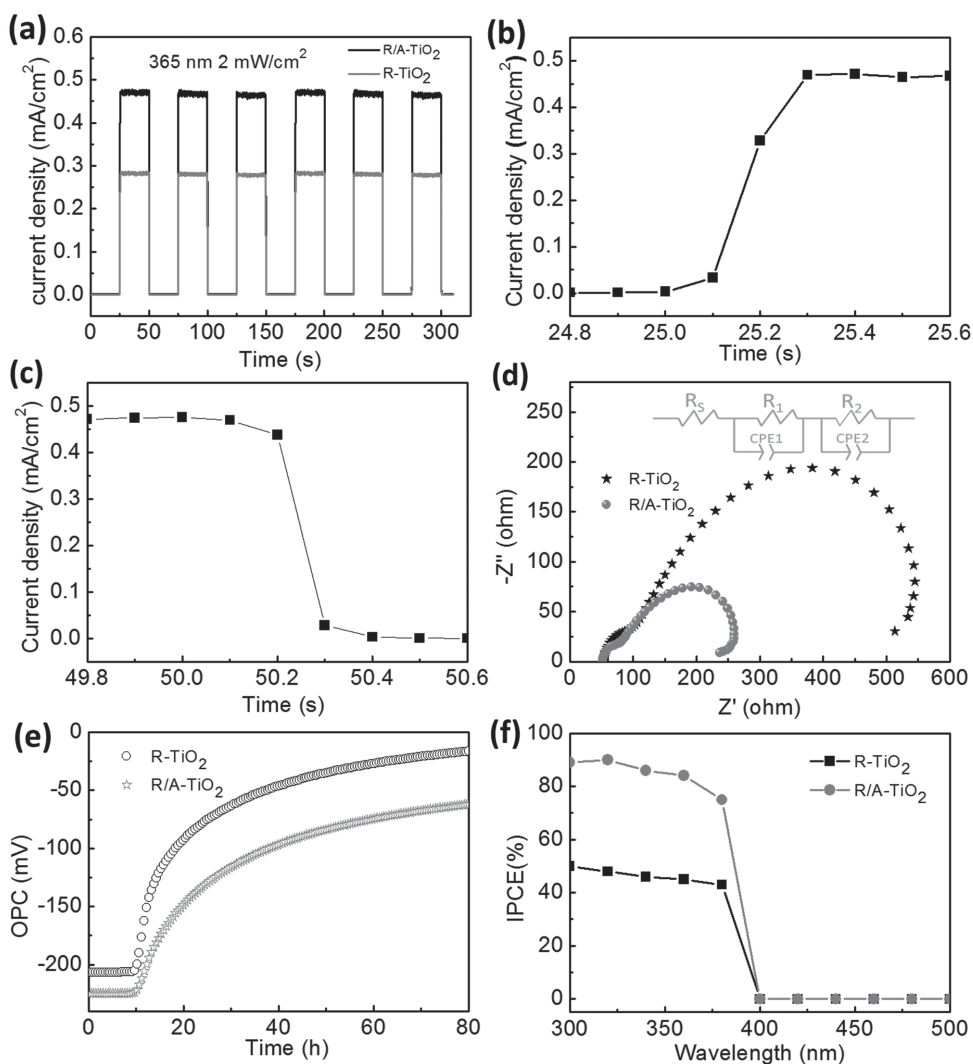 (a)
0.6
0.5
0.4
0.3
0.2
0.1
0.0
current density (mA/cm²)
365 nm 2 mW/cm²
R/A-TiO₂
R-TiO₂
0 50 100 150 200 250 300
Time (s)
(b)
0.5
0.4
0.3
0.2
0.1
0.0
Current density (mA/cm²)
24.8 25.0 25.2 25.4 25.6
Time (s)
(c)
0.5
0.4
0.3
0.2
0.1
0.0
Current density (mA/cm²)
49.8 50.0 50.2 50.4 50.6
Time (s)
(d)
250
200
150
100
50
0
-Z'' (ohm)
Rₛ R₁ R₂
CPE1 CPE2
R-TiO₂
R/A-TiO₂
0 100 200 300 400 500 600
Z' (ohm)
(e)
0
-50
-100
-150
-200
OPC (mV)
R-TiO₂
R/A-TiO₂
0 20 40 60 80
Time (h)
(f)
100
80
60
40
20
0
IPCE(%)
R-TiO₂
R/A-TiO₂
300 350 400 450 500
Wavelength (nm)